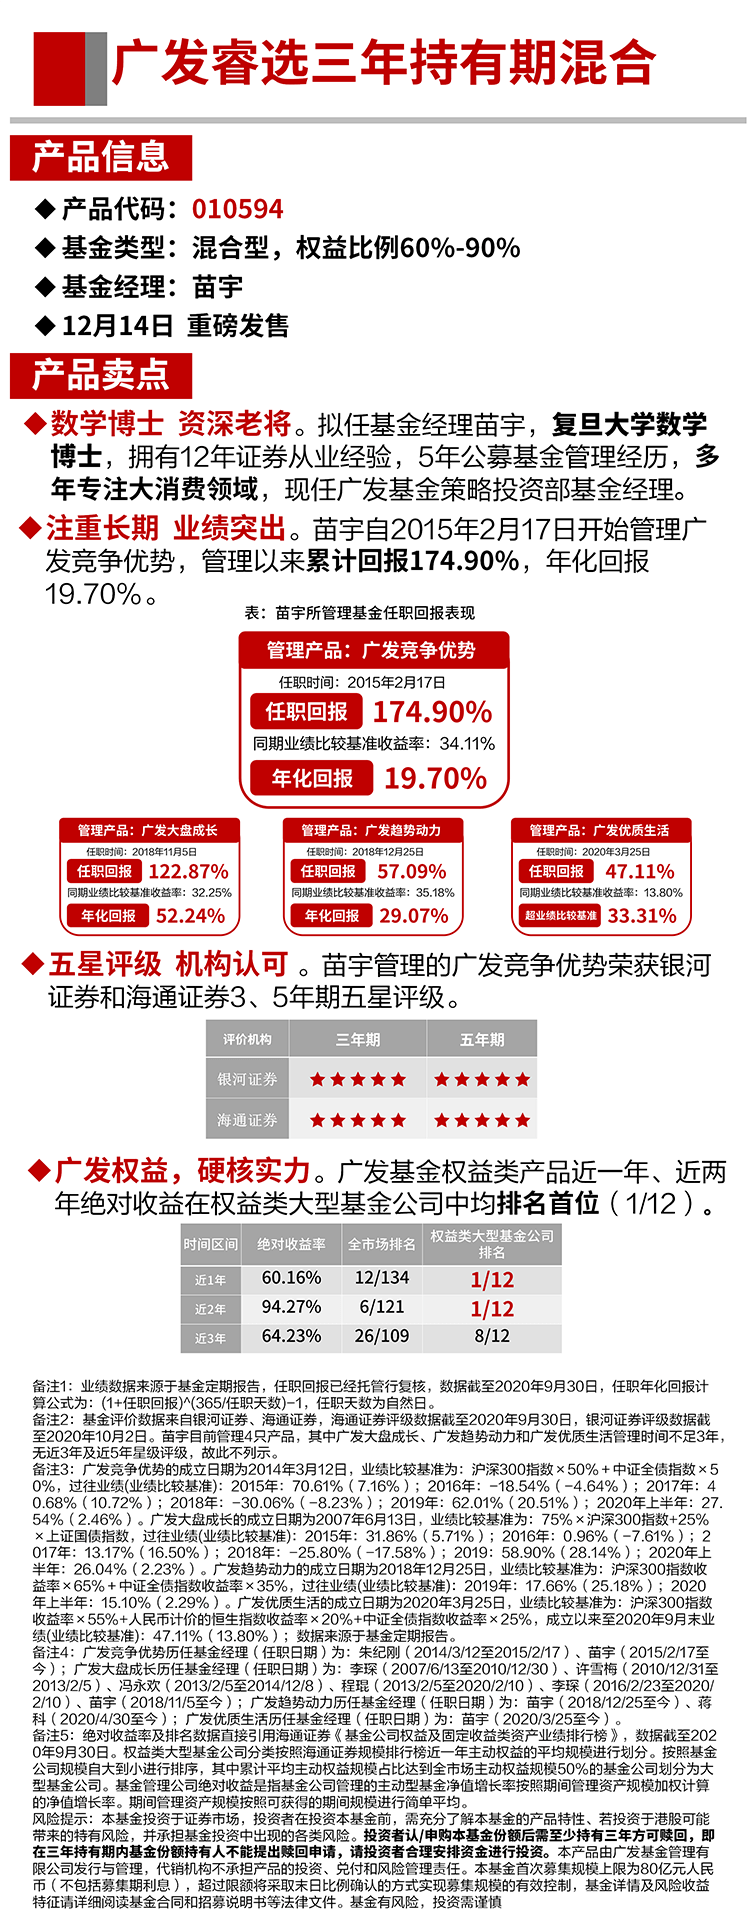 广发睿选三年持有期混合
产品信息
◆产品代码：010594
◆基金类型：混合型，权益比例60%-90%
◆基金经理：苗宇
◆12月14日 重磅发售
产品卖点
◆数学博士 资深老将。拟任基金经理苗宇，复旦大学数学
博士，拥有12年证券从业经验，5年公募基金管理经历，多
年专注大消费领域，现任广发基金策略投资部基金经理。
◆注重长期 业绩突出。苗宇自2015年2月17日开始管理广
发竞争优势，管理以来累计回报174.90%，年化回报
19.70%。
表：苗宇所管理基金任职回报表现
管理产品：广发竞争优势
任职时间：2015年2月17日
任职回报 174.90%
同期业绩比较基准收益率：34.11%
年化回报 19.70%
管理产品：广发大盘成长
任职时间：2018年11月5日
任职回报 122.87%
同期业绩比较基准收益率：32.25%
年化回报 52.24%
管理产品：广发趋势动力
任职时间：2018年12月25日
任职回报 57.09%
同期业绩比较基准收益率：35.18%
年化回报 29.07%
管理产品：广发优质生活
任职时间：2020年3月25日
任职回报 47.11%
同期业绩比较基准收益率：13.80%
超业绩比较基准 33.31%
◆五星评级 机构认可 。苗宇管理的广发竞争优势荣获银河
证券和海通证券3、5年期五星评级。
评价机构 三年期 五年期
银河证券 ★★★★★ ★★★★★
海通证券 ★★★★★ ★★★★★
◆广发权益，硬核实力。广发基金权益类产品近一年、近两
年绝对收益在权益类大型基金公司中均排名首位（1/12）。
时间区间 绝对收益率 全市场排名 权益类大型基金公司
排名
近1年 60.16% 12/134 1/12
近2年 94.27% 6/121 1/12
近3年 64.23% 26/109 8/12
备注1：业绩数据来源于基金定期报告，任职回报已经托管行复核，数据截至2020年9月30日，任职年化回报计
算公式为：(1+任职回报)^(365/任职天数)-1，任职天数为自然日。
备注2：基金评价数据来自银河证券、海通证券，海通证券评级数据截至2020年9月30日，银河证券评级数据截
至2020年10月2日。苗宇目前管理4只产品，其中广发大盘成长、广发趋势动力和广发优质生活管理时间不足3年，
无近3年及近5年星级评级，故此不列示。
备注3：广发竞争优势的成立日期为2014年3月12日，业绩比较基准为：沪深300指数×50%＋中证全债指数×5
0%，过往业绩(业绩比较基准)：2015年：70.61%（7.16%）；2016年：-18.54%（-4.64%）；2017年：4
0.68%（10.72%）；2018年：-30.06%（-8.23%）；2019年：62.01%（20.51%）；2020年上半年：27.
54%（2.46%）。广发大盘成长的成立日期为2007年6月13日，业绩比较基准为：75%×沪深300指数+25%
×上证国债指数，过往业绩(业绩比较基准)：2015年：31.86%（5.71%）；2016年：0.96%（-7.61%）；2
017年：13.17%（16.50%）；2018年：-25.80%（-17.58%）；2019：58.90%（28.14%）；2020年上
半年：26.04%（2.23%）。广发趋势动力的成立日期为2018年12月25日，业绩比较基准为：沪深300指数收
益率×65%＋中证全债指数收益率×35%，过往业绩(业绩比较基准)：2019年：17.66%（25.18%）；2020
年上半年：15.10%（2.29%）。广发优质生活的成立日期为2020年3月25日，业绩比较基准为：沪深300指数
收益率×55%+人民币计价的恒生指数收益率×20%+中证全债指数收益率×25%，成立以来至2020年9月末业
绩(业绩比较基准)：47.11%（13.80%）；数据来源于基金定期报告。
备注4：广发竞争优势历任基金经理（任职日期）为：朱纪刚（2014/3/12至2015/2/17）、苗宇（2015/2/17至
今）；广发大盘成长历任基金经理（任职日期）为：李琛（2007/6/13至2010/12/30）、许雪梅（2010/12/31至
2013/2/5）、冯永欢（2013/2/5至2014/12/8）、程琨（2013/2/5至2020/2/10）、李琛（2016/2/23至2020/
2/10）、苗宇（2018/11/5至今）；广发趋势动力历任基金经理（任职日期）为：苗宇（2018/12/25至今）、蒋
科（2020/4/30至今）；广发优质生活历任基金经理（任职日期）为：苗宇（2020/3/25至今）。
备注5：绝对收益率及排名数据直接引用海通证券《基金公司权益及固定收益类资产业绩排行榜》，数据截至202
0年9月30日。权益类大型基金公司分类按照海通证券规模排行榜近一年主动权益的平均规模进行划分。按照基金
公司规模自大到小进行排序，其中累计平均主动权益规模占比达到全市场主动权益规模50%的基金公司划分为大
型基金公司。基金管理公司绝对收益是指基金公司管理的主动型基金净值增长率按照期间管理资产规模加权计算
的净值增长率。期间管理资产规模按照可获得的期间规模进行简单平均。
风险提示：本基金投资于证券市场，投资者在投资本基金前，需充分了解本基金的产品特性、若投资于港股可能
带来的特有风险，并承担基金投资中出现的各类风险。投资者认/申购本基金份额后需至少持有三年方可赎回，即
在三年持有期内基金份额持有人不能提出赎回申请，请投资者合理安排资金进行投资。本产品由广发基金管理有
限公司发行与管理，代销机构不承担产品的投资、兑付和风险管理责任。本基金首次募集规模上限为80亿元人民
币（不包括募集期利息），超过限额将采取末日比例确认的方式实现募集规模的有效控制，基金详情及风险收益
特征请详细阅读基金合同和招募说明书等法律文件。基金有风险，投资需谨慎